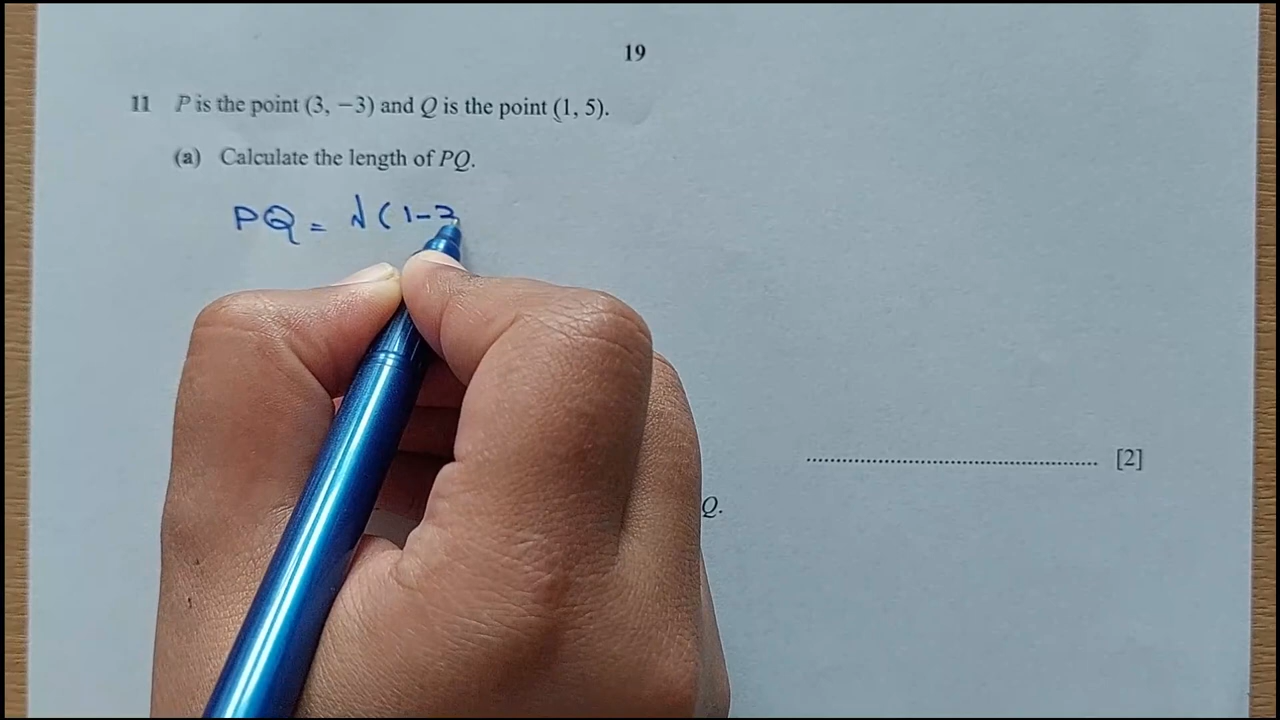 19
11 P is the point (3, −3) and Q is the point (1, 5).
(a) Calculate the length of PQ.
PQ = √(1-3
[2]
Q.